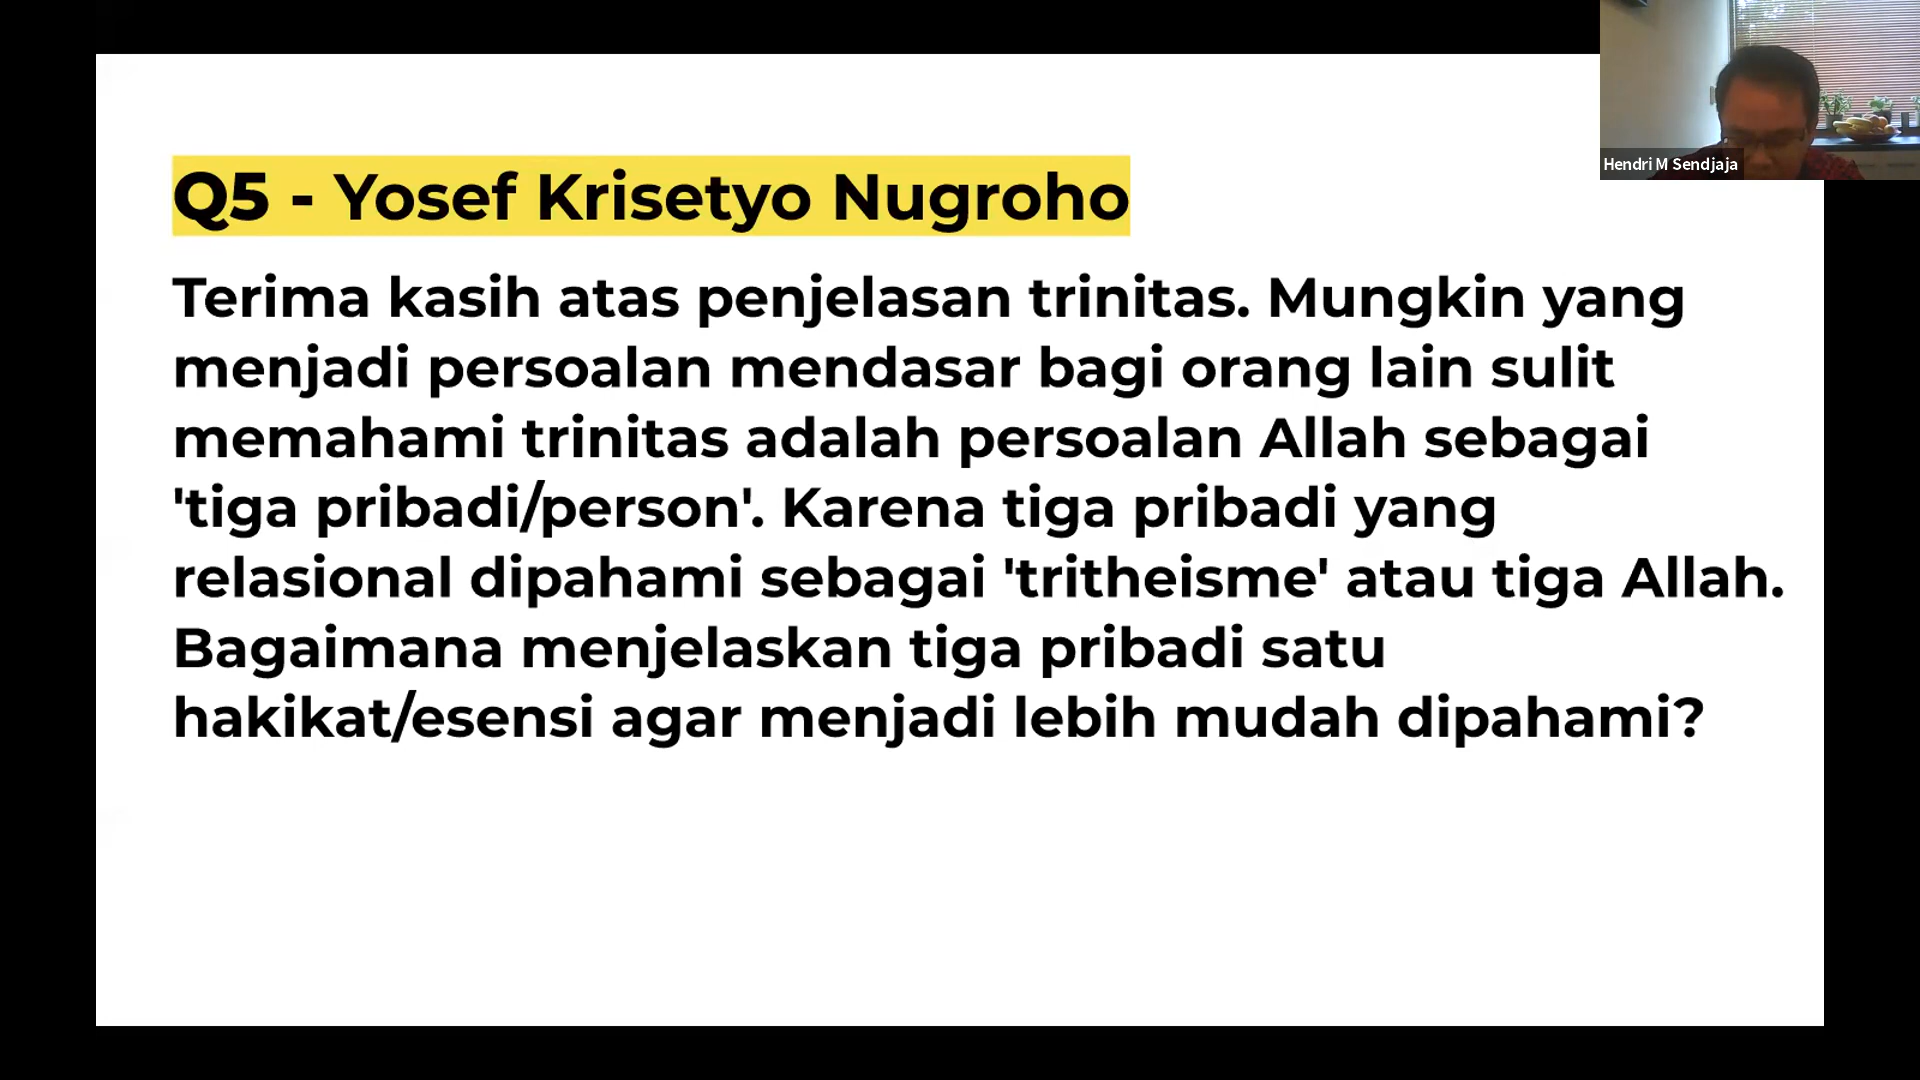 Q5 - Yosef Krisetyo Nugroho
Terima kasih atas penjelasan trinitas. Mungkin yang
menjadi persoalan mendasar bagi orang lain sulit
memahami trinitas adalah persoalan Allah sebagai
'tiga pribadi/person'. Karena tiga pribadi yang
relasional dipahami sebagai 'tritheisme' atau tiga Allah.
Bagaimana menjelaskan tiga pribadi satu
hakikat/esensi agar menjadi lebih mudah dipahami?
Hendri M Sendjaja